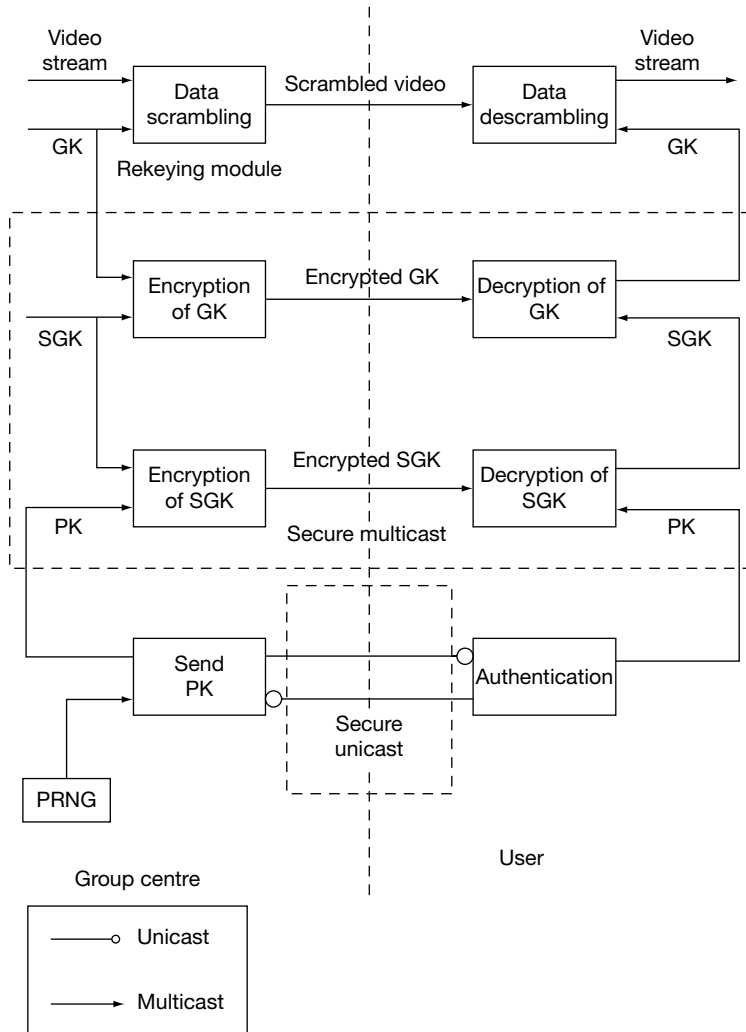 Video
stream
Video
stream
Data
scrambling
Scrambled video
Data
descrambling
GK
GK
Rekeying module
Encryption
of GK
Encrypted GK
Decryption of
GK
SGK
SGK
Encryption
of SGK
Encrypted SGK
Decryption of
SGK
PK
Secure multicast
PK
Send
PK
Authentication
Secure
unicast
PRNG
User
Group centre
Unicast
Multicast